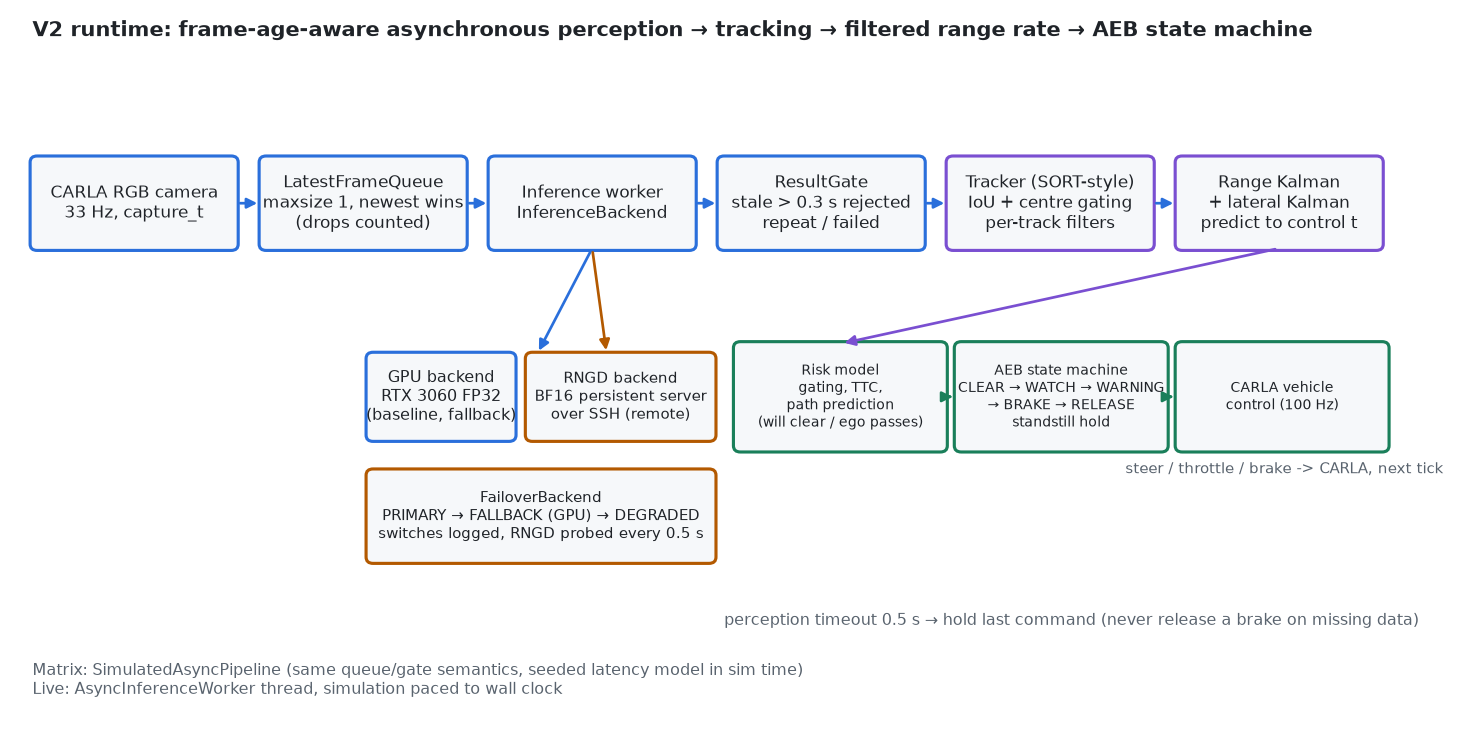 V2 runtime: frame-age-aware asynchronous perception → tracking → filtered range rate → AEB state machine
CARLA RGB camera
33 Hz, capture_t
LatestFrameQueue
maxsize 1, newest wins
(drops counted)
Inference worker
InferenceBackend
ResultGate
stale > 0.3 s rejected
repeat / failed
Tracker (SORT-style)
IoU + centre gating
per-track filters
Range Kalman
+ lateral Kalman
predict to control t
GPU backend
RTX 3060 FP32
(baseline, fallback)
RNGD backend
BF16 persistent server
over SSH (remote)
Risk model
gating, TTC,
path prediction
(will clear / ego passes)
AEB state machine
CLEAR → WATCH → WARNING
→ BRAKE → RELEASE
standstill hold
CARLA vehicle
control (100 Hz)
steer / throttle / brake -> CARLA, next tick
FailoverBackend
PRIMARY → FALLBACK (GPU) → DEGRADED
switches logged, RNGD probed every 0.5 s
perception timeout 0.5 s → hold last command (never release a brake on missing data)
Matrix: SimulatedAsyncPipeline (same queue/gate semantics, seeded latency model in sim time)
Live: AsyncInferenceWorker thread, simulation paced to wall clock